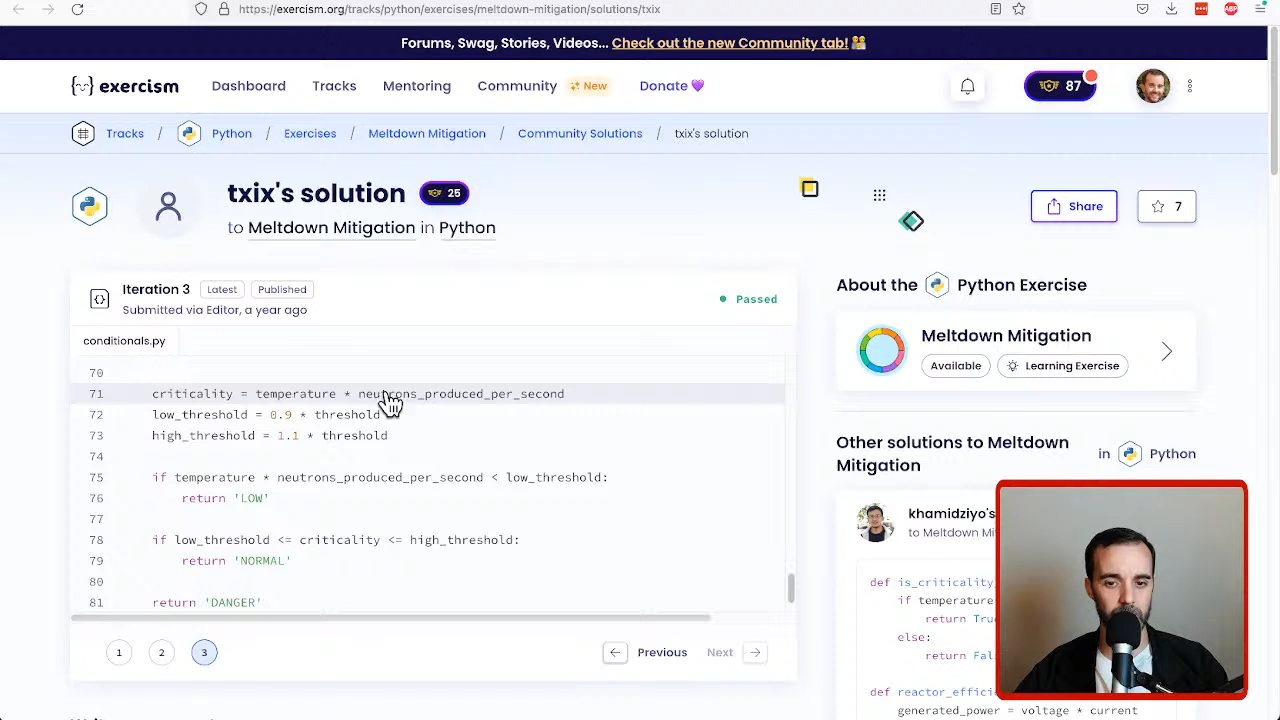 https://exercism.org/tracks/python/exercises/meltdown-mitigation/solutions/txix
Forums, Swag, Stories, Videos... Check out the new Community tab!
exercism
Dashboard
Tracks
Mentoring
Community
New
Donate
87
Tracks / Python / Exercises / Meltdown Mitigation / Community Solutions / txix's solution
txix's solution
25
to Meltdown Mitigation in Python
Share
7
Iteration 3
Latest
Published
Submitted via Editor, a year ago
Passed
conditionals.py
70
71 criticality = temperature * neutrons_produced_per_second
72 low_threshold = 0.9 * threshold
73 high_threshold = 1.1 * threshold
74
75 if temperature * neutrons_produced_per_second < low_threshold:
76 return 'LOW'
77
78 if low_threshold <= criticality <= high_threshold:
79 return 'NORMAL'
80
81 return 'DANGER'
1
2
3
Previous
Next
About the Python Exercise
Meltdown Mitigation
Available
Learning Exercise
Other solutions to Meltdown
Mitigation
in Python
khamidziyo's
to Meltdown Mi
def is_criticality_
if temperature
return Tru
else:
return Fal
def reactor_effici
generated_power = voltage * current
ABP